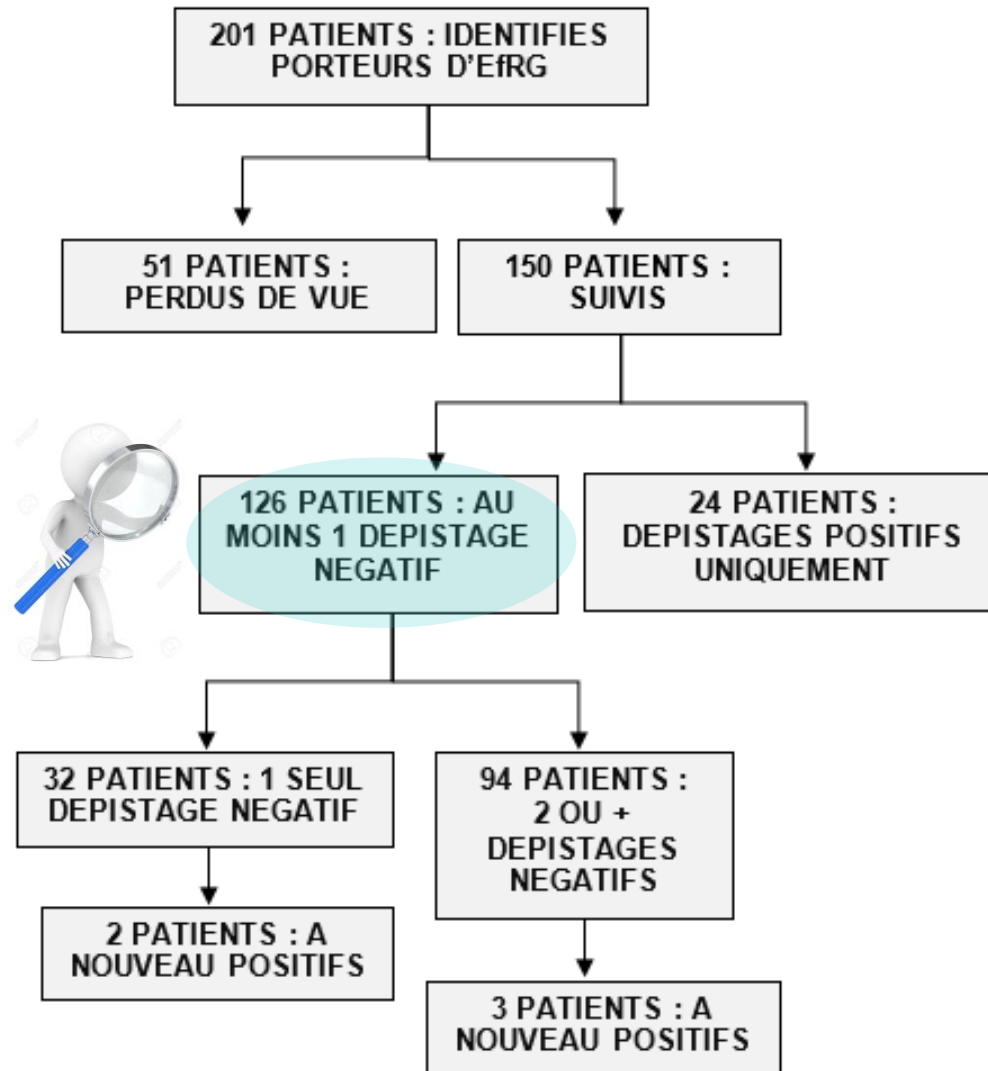 201 PATIENTS : IDENTIFIES
PORTEURS D'EfRG
51 PATIENTS :
PERDUS DE VUE
150 PATIENTS :
SUIVIS
126 PATIENTS : AU
MOINS 1 DEPISTAGE
NEGATIF
24 PATIENTS :
DEPISTAGES POSITIFS
UNIQUEMENT
32 PATIENTS : 1 SEUL
DEPISTAGE NEGATIF
94 PATIENTS :
2 OU +
DEPISTAGES
NEGATIFS
2 PATIENTS : A
NOUVEAU POSITIFS
3 PATIENTS : A
NOUVEAU POSITIFS